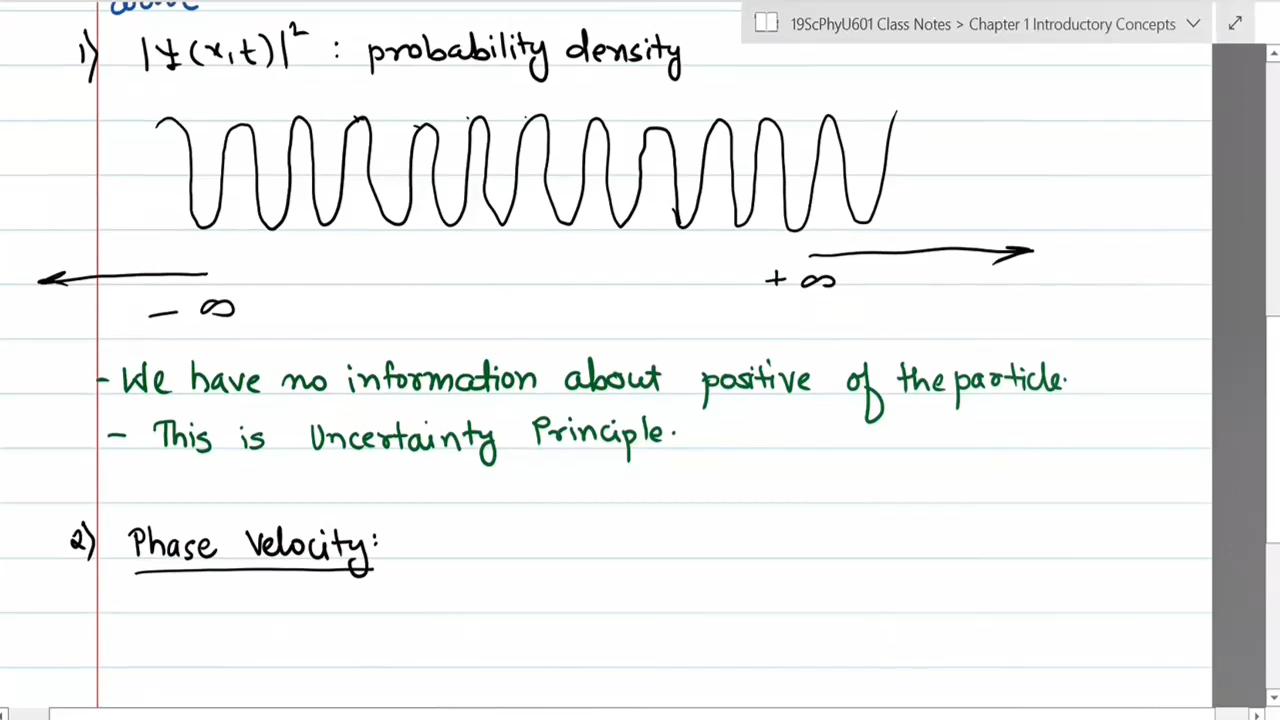 19ScPhyU601 Class Notes > Chapter 1 Introductory Concepts
1) |Ψ(x,t)|² : probability density
+ ∞
- ∞
- We have no information about positive of the particle.
- This is Uncertainty Principle.
2) Phase Velocity: